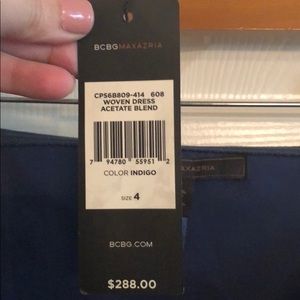 BCBGMAXAZRIA
CPS6B809-414 608
WOVEN DRESS
ACETATE BLEND
7 94780 55951 2
COLOR INDIGO
SIZE 4
BCBG.COM
$288.00
MAXAZRIA